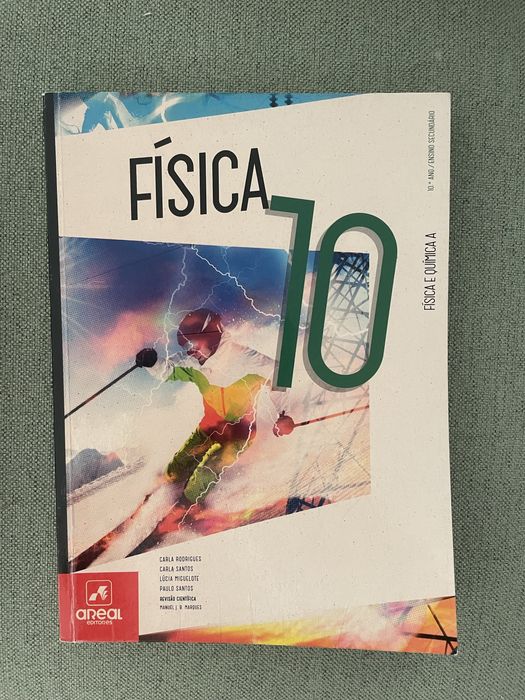 FÍSICA
10
10.º ANO / ENSINO SECUNDÁRIO
FÍSICA E QUÍMICA A
CARLA RODRIGUES
CARLA SANTOS
LÚCIA MIGUELOTE
PAULO SANTOS
REVISÃO CIENTÍFICA
MANUEL J. R. MARQUES
AREAL
EDITORES